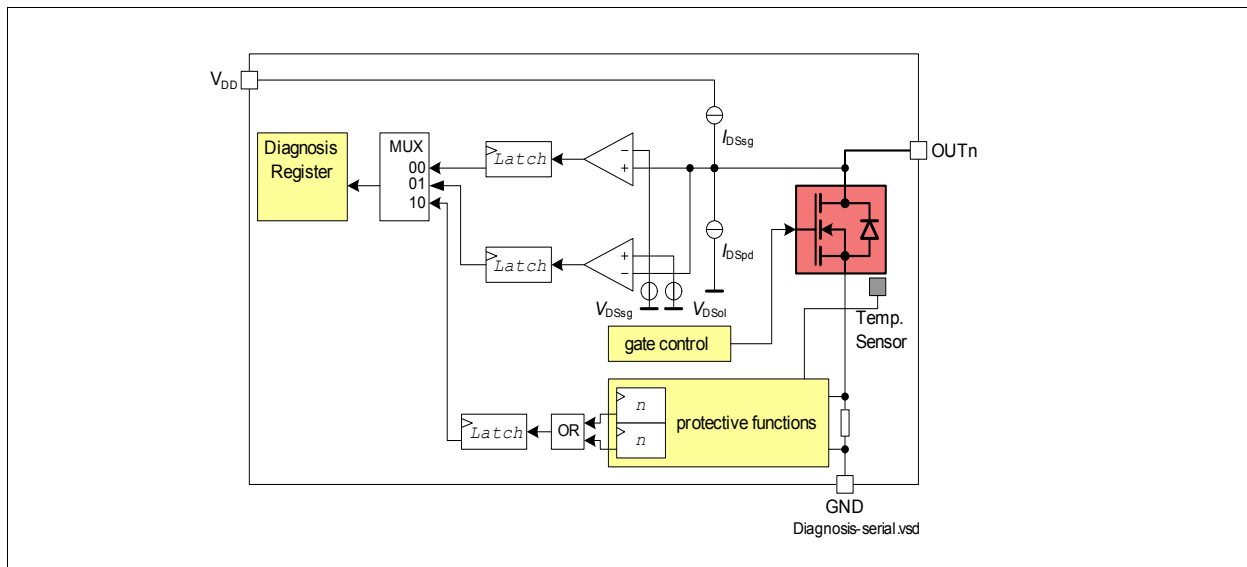 VDD
IDSsg
Diagnosis
Register
MUX
00
01
10
Latch
−
+
OUTn
Latch
+
−
IDSpd
VDSsg
VDSol
Temp.
Sensor
gate control
Latch
OR
n
n
protective functions
GND
Diagnosis-serial.vsd